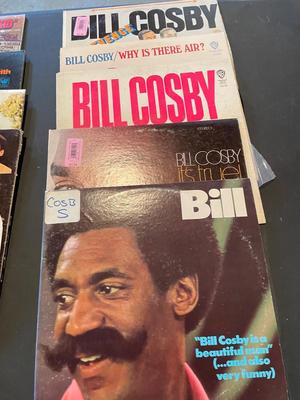 BILL COSBY
BILL COSBY/WHY IS THERE AIR?
BILL COSBY
BILL COSBY
it's true!
COSB
S
Bill
"Bill Cosby is a
beautiful man"
(...and also
very funny)